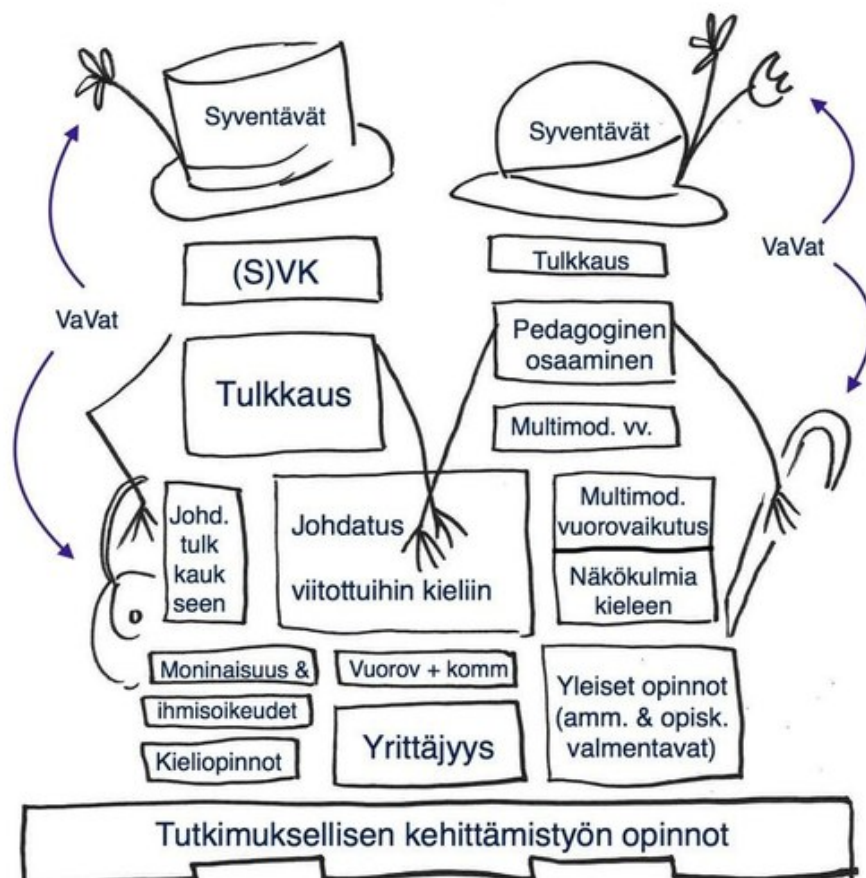 Syventävät
Syventävät
(S)VK
Tulkkaus
VaVat
VaVat
Tulkkaus
Pedagoginen
osaaminen
Multimod. vv.
Johd.
tulk
kauk
seen
Johdatus
viitottuihin kieliin
Multimod.
vuorovaikutus
Näkökulmia
kieleen
Moninaisuus &
ihmisoikeudet
Kieliopinnot
Vuorov + komm
Yrittäjyys
Yleiset opinnot
(amm. & opisk.
valmentavat)
Tutkimuksellisen kehittämistyön opinnot